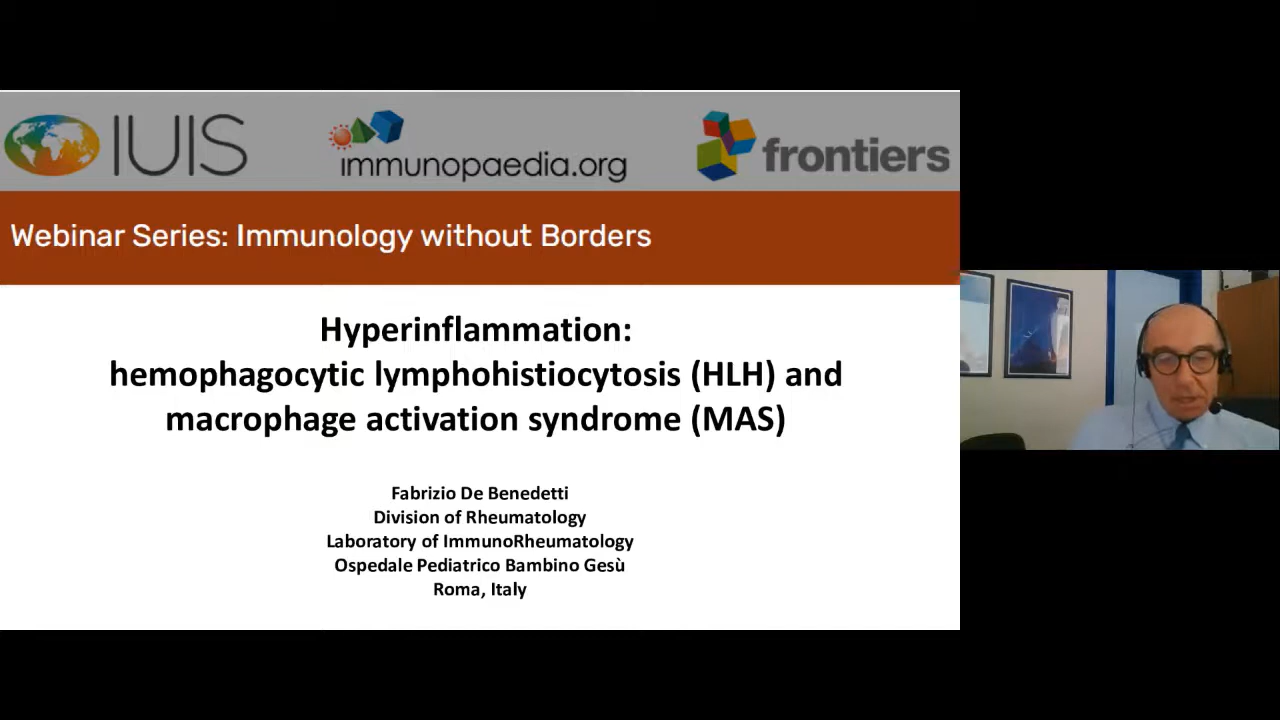 IUIS
immunopaedia.org
frontiers
Webinar Series: Immunology without Borders
Hyperinflammation:
hemophagocytic lymphohistiocytosis (HLH) and
macrophage activation syndrome (MAS)
Fabrizio De Benedetti
Division of Rheumatology
Laboratory of ImmunoRheumatology
Ospedale Pediatrico Bambino Gesù
Roma, Italy